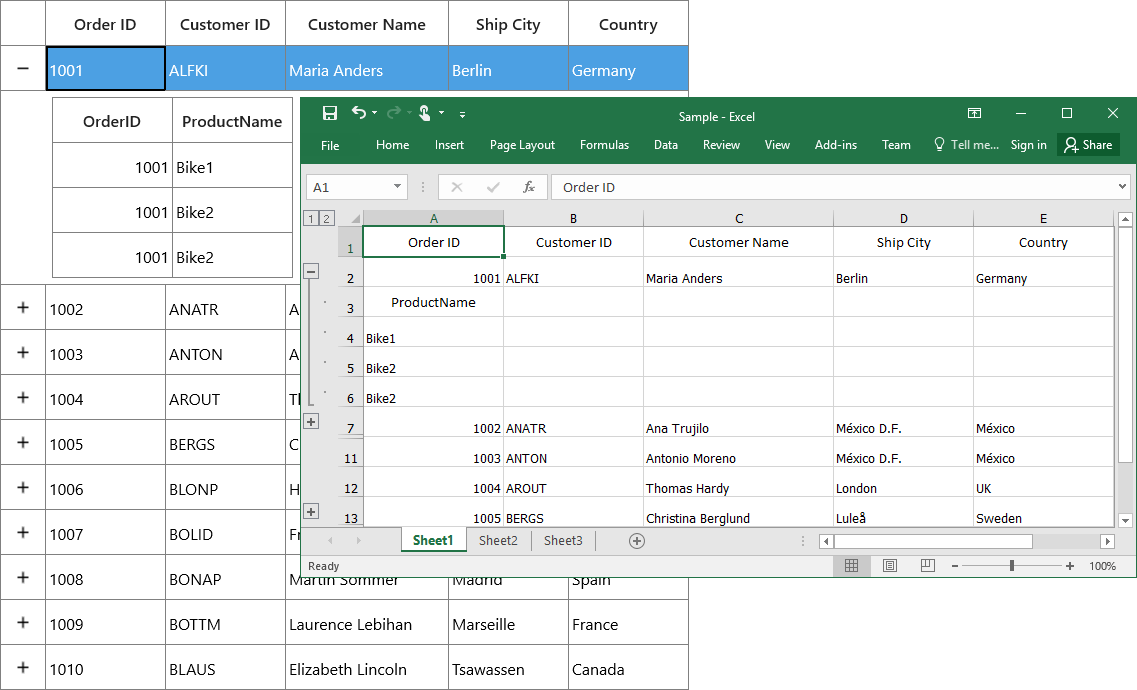 Order ID Customer ID Customer Name Ship City Country
1001 ALFKI Maria Anders Berlin Germany
OrderID ProductName
1001 Bike1
1001 Bike2
1001 Bike2
1002 ANATR A
1003 ANTON A
1004 AROUT
1005 BERGS C
1006 BLONP H
1007 BOLID
1008 BONAP Martin Sommer Madrid Spain
1009 BOTTM Laurence Lebihan Marseille France
1010 BLAUS Elizabeth Lincoln Tsawassen Canada
Sample - Excel
File Home Insert Page Layout Formulas Data Review View Add-ins Team Tell me... Sign in Share
A1 fx Order ID
1 2 A B C D E
1 Order ID Customer ID Customer Name Ship City Country
2 1001 ALFKI Maria Anders Berlin Germany
3 ProductName
4 Bike1
5 Bike2
6 Bike2
7 1002 ANATR Ana Trujilo México D.F. México
11 1003 ANTON Antonio Moreno México D.F. México
12 1004 AROUT Thomas Hardy London UK
13 1005 BERGS Christina Berglund Luleå Sweden
Sheet1 Sheet2 Sheet3
Ready 100%